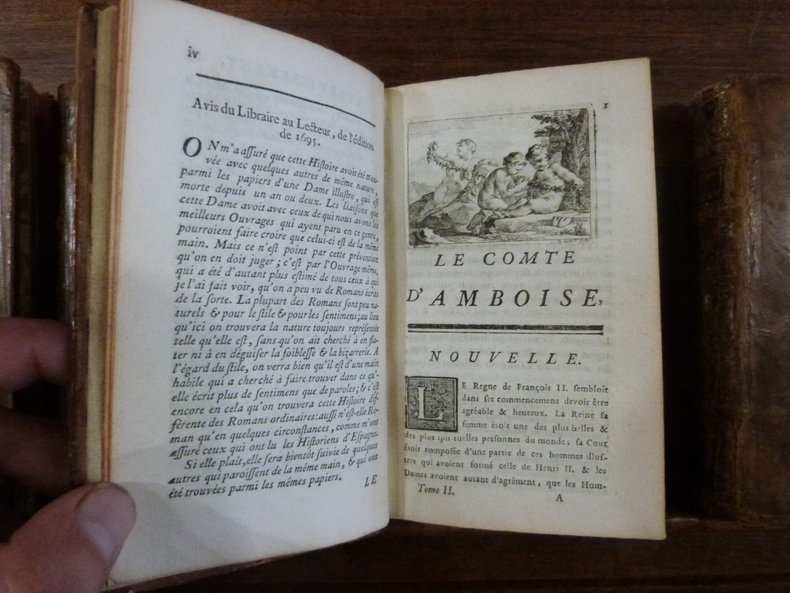 iv
Avis du Libraire au Lecteur, de l'édition
de 1695.
ON m'a assuré que cette Histoire avoit été trou-
vée avec quelques autres de même nature,
parmi les papiers d'une Dame illustre, qui est
morte depuis un an ou deux. Les liaisons que
cette Dame avoit avec ceux de qui nous avons les
meilleurs Ouvrages qui ayent paru en ce genre,
pourroient faire croire que celui-ci est de la même
main. Mais ce n'est point par cette prévention
qu'on en doit juger; c'est par l'Ouvrage même,
qui a été d'autant plus estimé de tous ceux à qui
je l'ai fait voir, qu'on a peu vu de Romans écrits
de la sorte. La plupart des Romans sont peu na-
turels & pour le stile & pour les sentimens; au lieu
qu'ici on trouvera la nature toujours représentée
telle qu'elle est, sans qu'on ait cherché à en fla-
ter ni à en déguiser la foiblesse & la bizarrerie. A
l'égard du stile, on verra bien qu'il est d'une main
habile qui a cherché à faire trouver dans ce qu'-
elle écrit plus de sentimens que de paroles; & c'est
encore en cela qu'on trouvera cette Histoire dif-
férente des Romans ordinaires: aussi n'est-elle Ro-
man qu'en quelques circonstances, comme m'ont
assuré ceux qui ont lu les Historiens d'Espagne.
Si elle plaît, elle sera bientôt suivie de quelques
autres qui paroissent de la même main, & qui ont
été trouvées parmi les mêmes papiers.
LE
1
LE COMTE
D'AMBOISE,
NOUVELLE.
LE Regne de François II. sembloit
dans ses commencemens devoir être
agréable & heureux. La Reine sa
femme étoit une des plus belles &
des plus spirituelles personnes du monde; sa Cour
étoit composée d'une partie de ces hommes illus-
tres qui avoient formé celle de Henri II. & les
Dames avoient autant d'agrément, que les Hom-
Tome II.
A